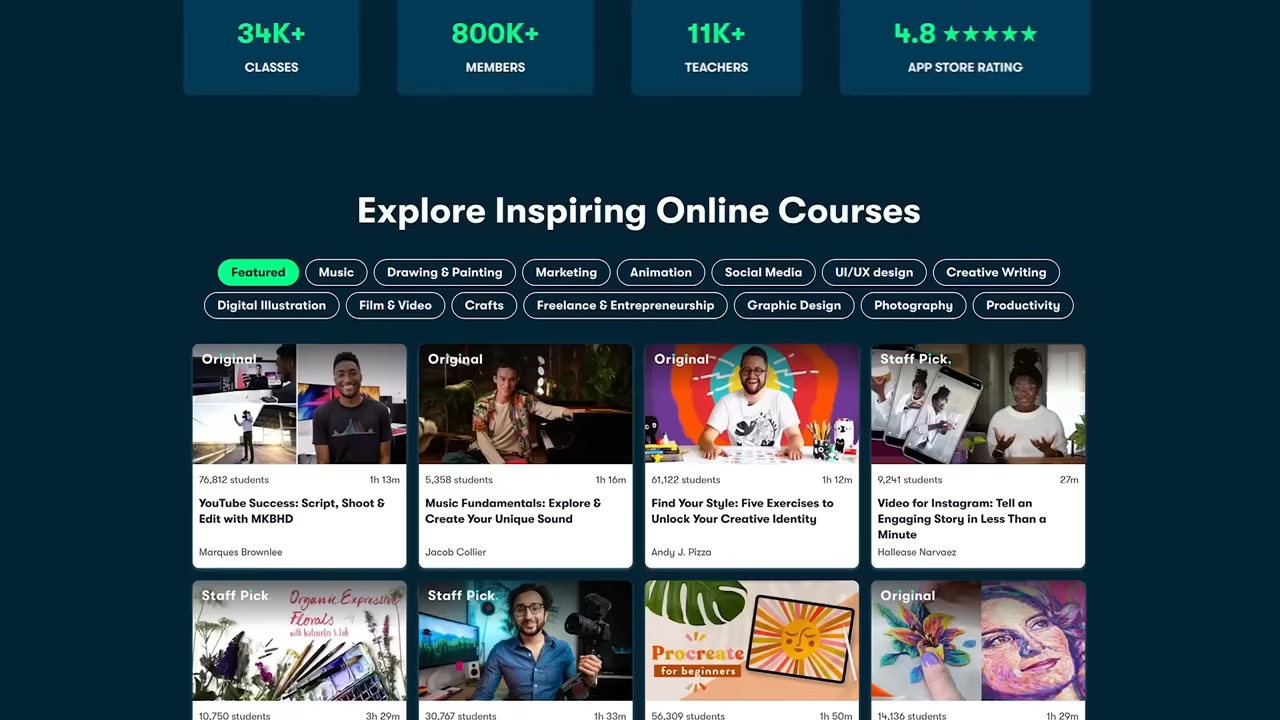 34K+
CLASSES
800K+
MEMBERS
11K+
TEACHERS
4.8 ★★★★★
APP STORE RATING
Explore Inspiring Online Courses
Featured
Music
Drawing & Painting
Marketing
Animation
Social Media
UI/UX design
Creative Writing
Digital Illustration
Film & Video
Crafts
Freelance & Entrepreneurship
Graphic Design
Photography
Productivity
Original
76,812 students
1h 13m
YouTube Success: Script, Shoot &
Edit with MKBHD
Marques Brownlee
Original
5,358 students
1h 16m
Music Fundamentals: Explore &
Create Your Unique Sound
Jacob Collier
Original
61,122 students
1h 12m
Find Your Style: Five Exercises to
Unlock Your Creative Identity
Andy J. Pizza
Staff Pick.
9,241 students
27m
Video for Instagram: Tell an
Engaging Story in Less Than a
Minute
Hallease Narvaez
Staff Pick
Organic Expressive
Florals
with Watercolor & Ink
10,750 students
3h 29m
Staff Pick
30,767 students
1h 33m
Procreate
for beginners
56,309 students
1h 50m
Original
14,136 students
1h 29m